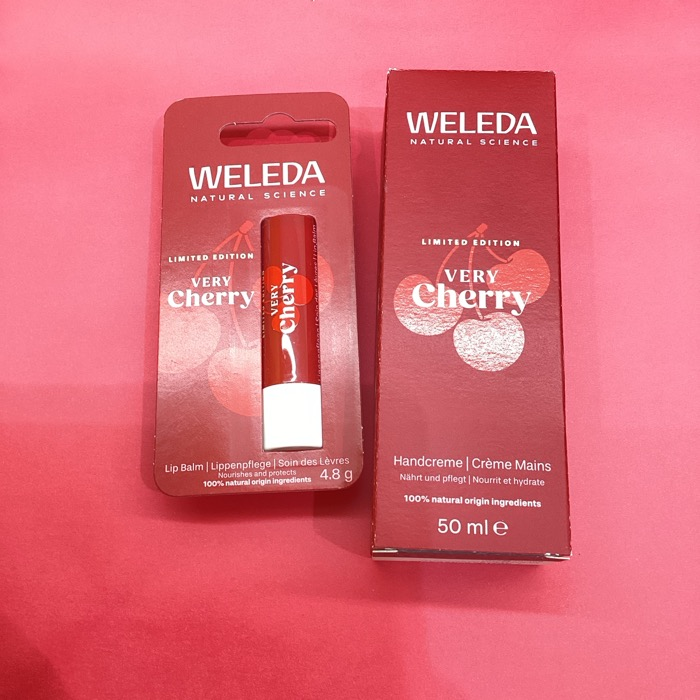 WELEDA
NATURAL SCIENCE
LIMITED EDITION
VERY
Cherry
VERY
Cherry
Lip Balm | Lippenpflege | Soin des Lèvres
Nourishes and protects
100% natural origin ingredients
4.8 g
WELEDA
NATURAL SCIENCE
LIMITED EDITION
VERY
Cherry
Handcreme | Crème Mains
Nährt und pflegt | Nourrit et hydrate
100% natural origin ingredients
50 ml ℮